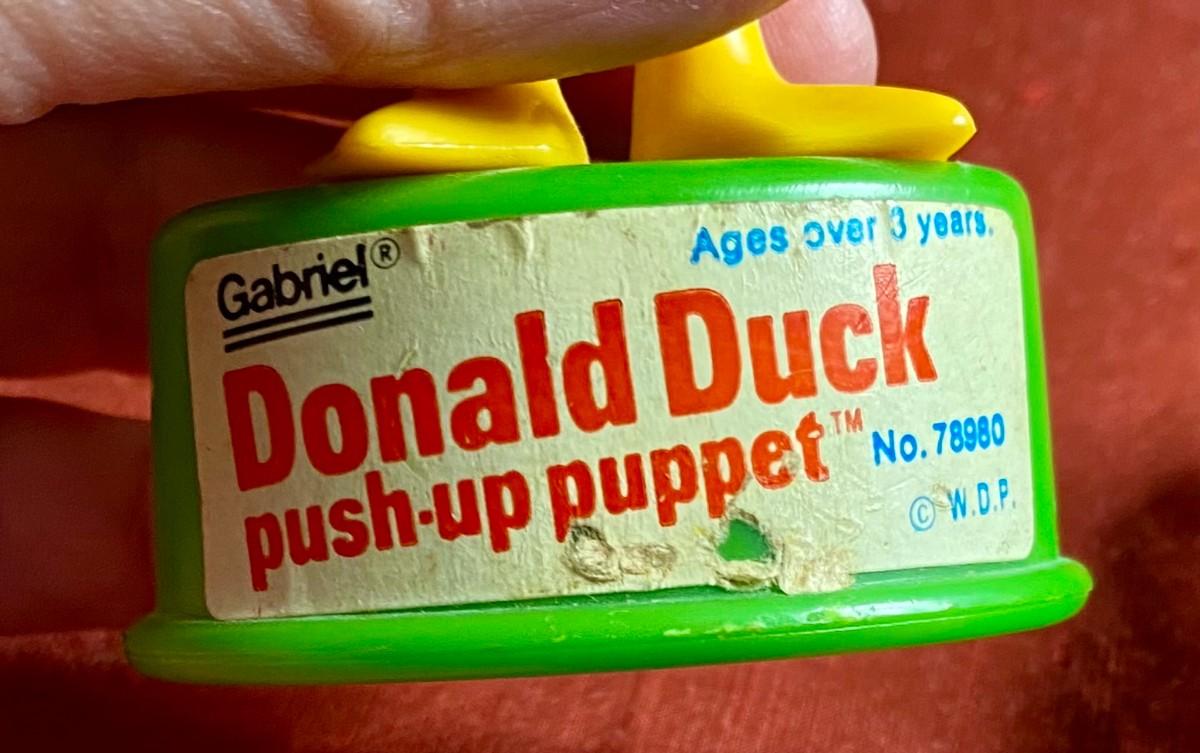 Gabriel®
Ages over 3 years.
Donald Duck
push-up puppet™
No. 78980
© W.D.P.